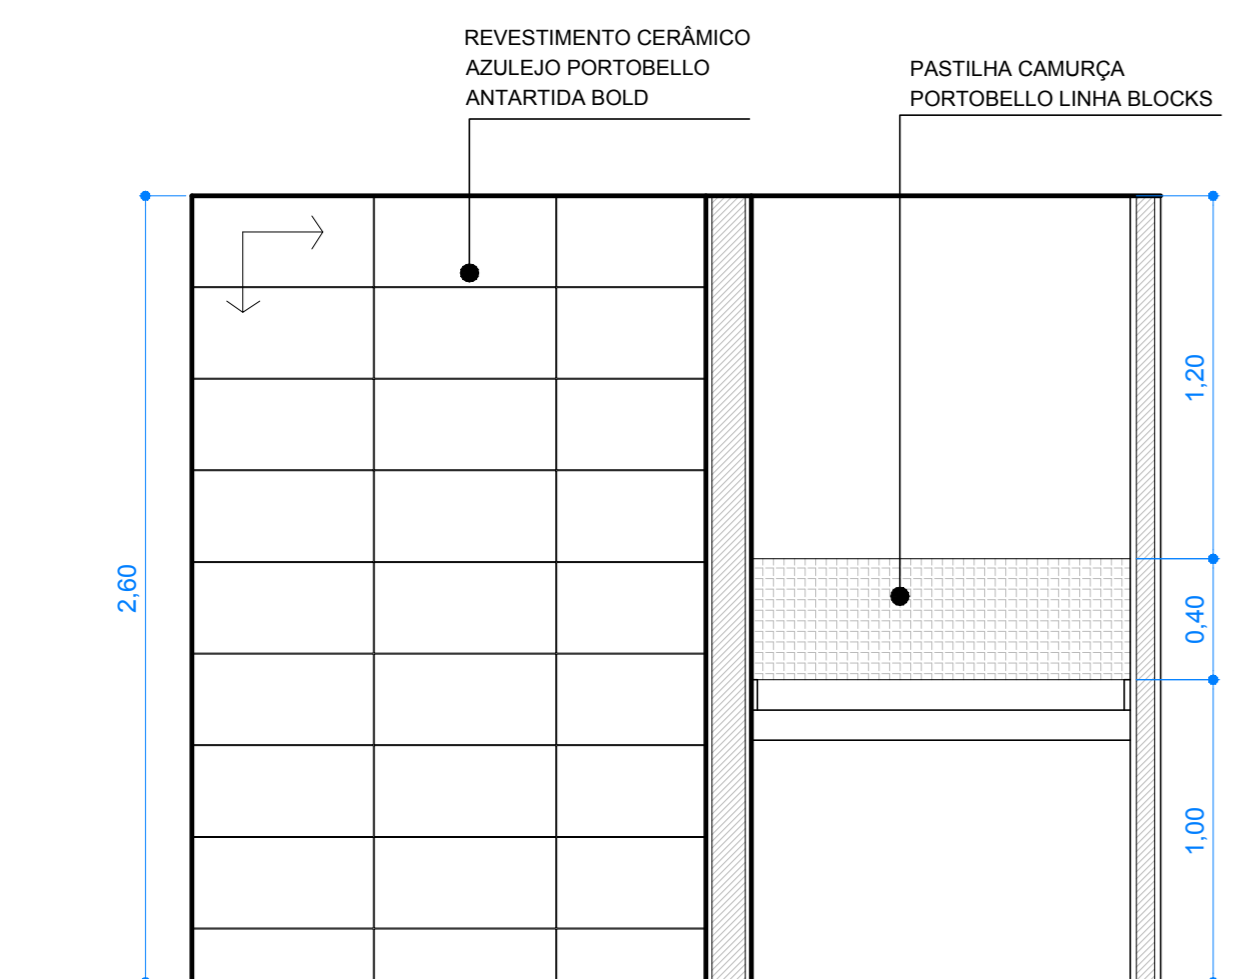 REVESTIMENTO CERÂMICO
AZULEJO PORTOBELLO
ANTARTIDA BOLD
PASTILHA CAMURÇA
PORTOBELLO LINHA BLOCKS
2,60
1,20
0,40
1,00